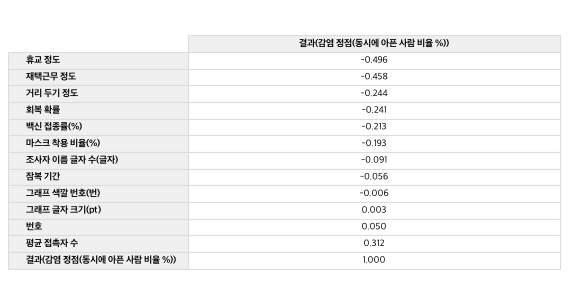 결과(감염 정점(동시에 아픈 사람 비율 %))
휴교 정도 -0.496
재택근무 정도 -0.458
거리 두기 정도 -0.244
회복 확률 -0.241
백신 접종률(%) -0.213
마스크 착용 비율(%) -0.193
조사자 이름 글자 수(글자) -0.091
잠복 기간 -0.056
그래프 색깔 번호(번) -0.006
그래프 글자 크기(pt) 0.003
번호 0.050
평균 접촉자 수 0.312
결과(감염 정점(동시에 아픈 사람 비율 %)) 1.000